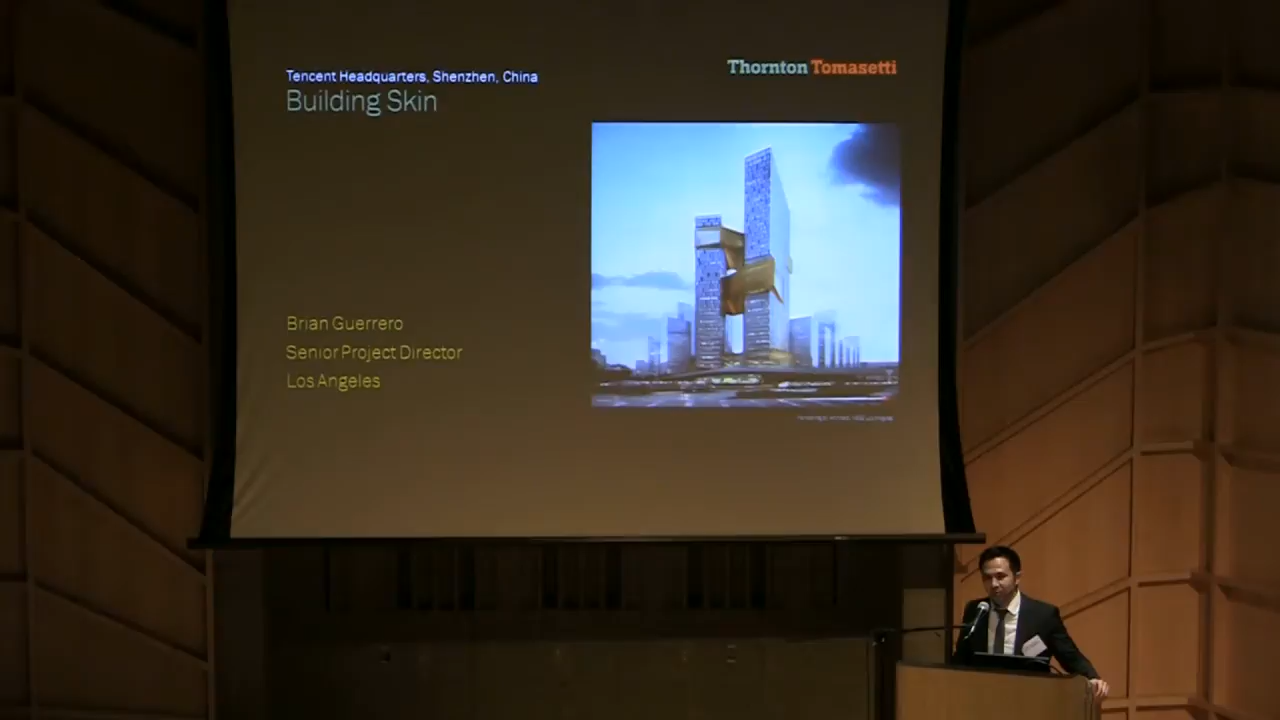 Tencent Headquarters, Shenzhen, China
Building Skin
Thornton Tomasetti
Brian Guerrero
Senior Project Director
Los Angeles